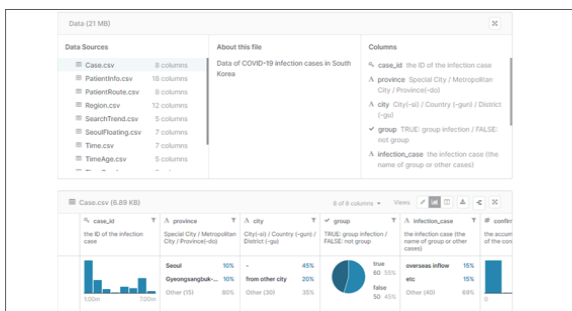 Data (21 MB)
Data Sources
Case.csv 8 columns
PatientInfo.csv 18 columns
PatientRoute.csv 8 columns
Region.csv 12 columns
SearchTrend.csv 5 columns
SeoulFloating.csv 7 columns
Time.csv 7 columns
TimeAge.csv 5 columns
About this file
Data of COVID-19 infection cases in South
Korea
Columns
case_id the ID of the infection case
A province Special City / Metropolitan
City / Province(-do)
A city City(-si) / Country (-gun) / District
(-gu)
group TRUE: group infection / FALSE:
not group
A infection_case the infection case (the
name of group or other cases)
Case.csv (6.89 KB)
8 of 8 columns
Views
case_id
the ID of the infection
case
1.00m 7.00m
A province
Special City / Metropolitan
City / Province(-do)
Seoul 10%
Gyeongsangbuk-... 10%
Other (15) 80%
A city
City(-si) / Country (-gun) /
District (-gu)
- 45%
from other city 20%
Other (30) 35%
group
TRUE: group infection /
FALSE: not group
true
60 55%
false
50 45%
A infection_case
the infection case (the
name of group or other
cases)
overseas inflow 15%
etc 15%
Other (40) 69%
# confir
the accum
of the con
0